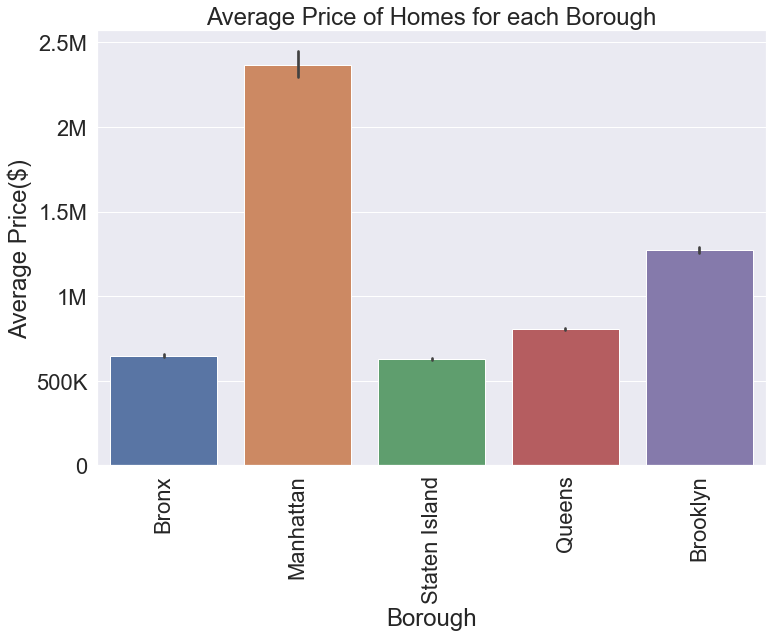 Average Price of Homes for each Borough
Average Price($)
2.5M
2M
1.5M
1M
500K
0
Bronx
Manhattan
Staten Island
Queens
Brooklyn
Borough